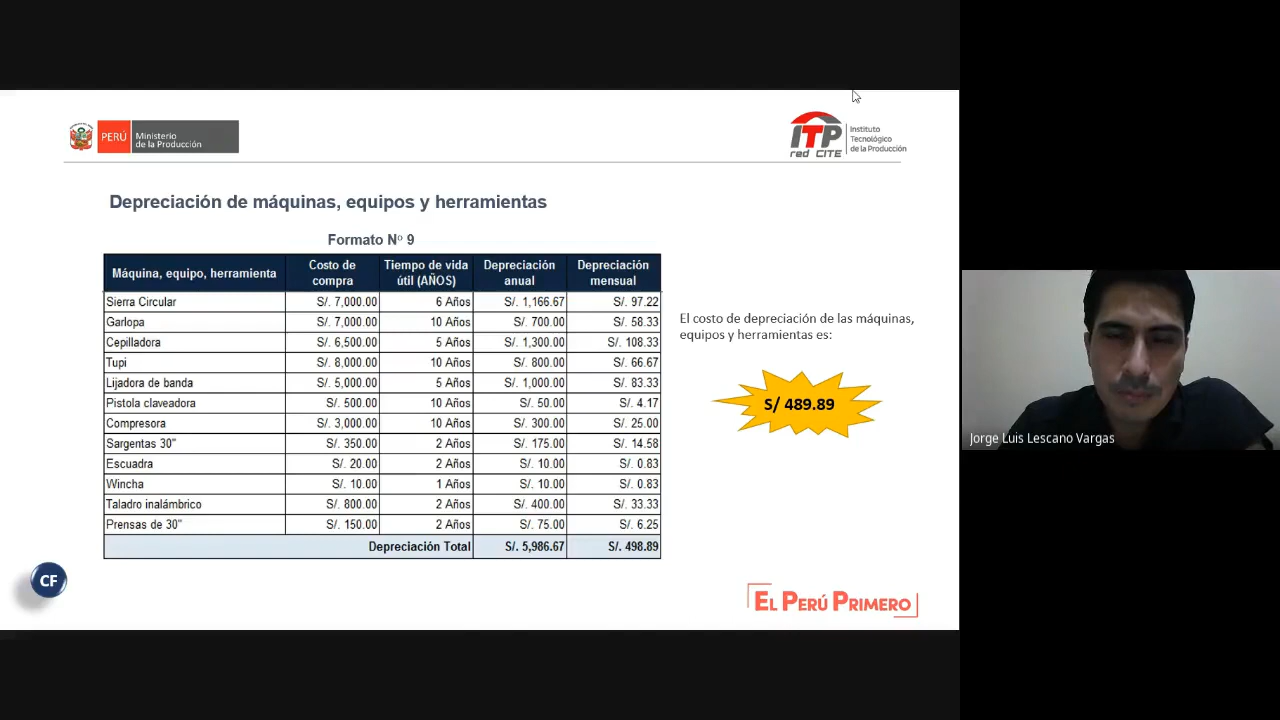 PERÚ
Ministerio
de la Producción
ITP
red CITE
Instituto
Tecnológico
de la Producción
Depreciación de máquinas, equipos y herramientas
Formato Nº 9
Máquina, equipo, herramienta Costo de compra Tiempo de vida útil (AÑOS) Depreciación anual Depreciación mensual
Sierra Circular S/. 7,000.00 6 Años S/. 1,166.67 S/. 97.22
Garlopa S/. 7,000.00 10 Años S/. 700.00 S/. 58.33
Cepilladora S/. 6,500.00 5 Años S/. 1,300.00 S/. 108.33
Tupi S/. 8,000.00 10 Años S/. 800.00 S/. 66.67
Lijadora de banda S/. 5,000.00 5 Años S/. 1,000.00 S/. 83.33
Pistola claveadora S/. 500.00 10 Años S/. 50.00 S/. 4.17
Compresora S/. 3,000.00 10 Años S/. 300.00 S/. 25.00
Sargentas 30" S/. 350.00 2 Años S/. 175.00 S/. 14.58
Escuadra S/. 20.00 2 Años S/. 10.00 S/. 0.83
Wincha S/. 10.00 1 Años S/. 10.00 S/. 0.83
Taladro inalámbrico S/. 800.00 2 Años S/. 400.00 S/. 33.33
Prensas de 30" S/. 150.00 2 Años S/. 75.00 S/. 6.25
Depreciación Total S/. 5,986.67 S/. 498.89
El costo de depreciación de las máquinas,
equipos y herramientas es:
S/ 489.89
Jorge Luis Lescano Vargas
CF
EL PERÚ PRIMERO